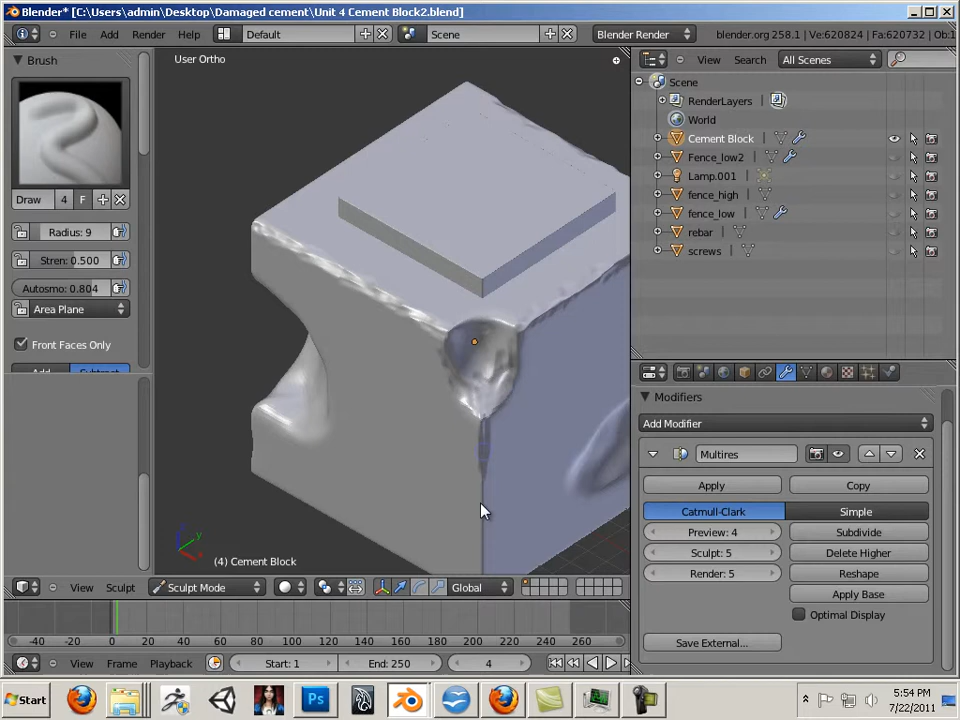 Blender* [C:\Users\admin\Desktop\Damaged cement\Unit 4 Cement Block2.blend]
File Add Render Help Default Scene Blender Render blender.org 258.1 | Ve:620824 | Fa:620732 | Ob:1
Brush
User Ortho
View Search All Scenes
Scene
RenderLayers
World
Cement Block
Fence_low2
Lamp.001
fence_high
fence_low
rebar
screws
Draw 4 F
Radius: 9
Stren: 0.500
Autosmo: 0.804
Area Plane
Front Faces Only
Modifiers
Add Modifier
Multires
Apply Copy
Catmull-Clark Simple
Preview: 4 Subdivide
Sculpt: 5 Delete Higher
Render: 5 Reshape
Apply Base
Optimal Display
Save External...
z y x
(4) Cement Block
View Sculpt Sculpt Mode Global
-40 -20 0 20 40 60 80 100 120 140 160 180 200 220 240 260 280
View Frame Playback Start: 1 End: 250 4
Start Ps
5:54 PM
7/22/2011